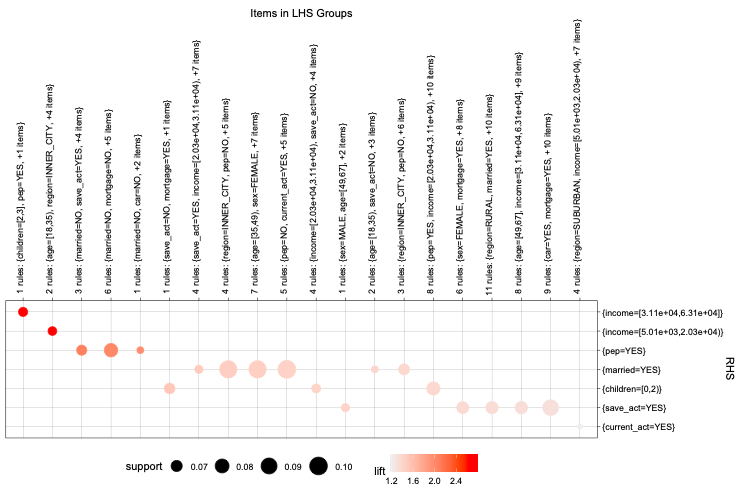 Items in LHS Groups
1 rules: {children=[2,3], pep=YES, +1 items}
2 rules: {age=[18,35), region=INNER_CITY, +4 items}
3 rules: {married=NO, save_act=YES, +4 items}
6 rules: {married=NO, mortgage=NO, +5 items}
1 rules: {married=NO, car=NO, +2 items}
1 rules: {save_act=NO, mortgage=YES, +1 items}
4 rules: {save_act=YES, income=[2.03e+04,3.11e+04), +7 items}
4 rules: {region=INNER_CITY, pep=NO, +5 items}
7 rules: {age=[35,49), sex=FEMALE, +7 items}
5 rules: {pep=NO, current_act=YES, +5 items}
4 rules: {income=[2.03e+04,3.11e+04), save_act=NO, +4 items}
1 rules: {sex=MALE, age=[49,67], +2 items}
2 rules: {age=[18,35), save_act=NO, +3 items}
3 rules: {region=INNER_CITY, pep=NO, +6 items}
8 rules: {pep=YES, income=[2.03e+04,3.11e+04), +10 items}
6 rules: {sex=FEMALE, mortgage=YES, +8 items}
11 rules: {region=RURAL, married=YES, +10 items}
8 rules: {age=[49,67], income=[3.11e+04,6.31e+04], +9 items}
9 rules: {car=YES, mortgage=YES, +10 items}
4 rules: {region=SUBURBAN, income=[5.01e+03,2.03e+04), +7 items}
{income=[3.11e+04,6.31e+04]}
{income=[5.01e+03,2.03e+04)}
{pep=YES}
{married=YES}
{children=[0,2)}
{save_act=YES}
{current_act=YES}
RHS
support 0.07 0.08 0.09 0.10
lift 1.2 1.6 2.0 2.4